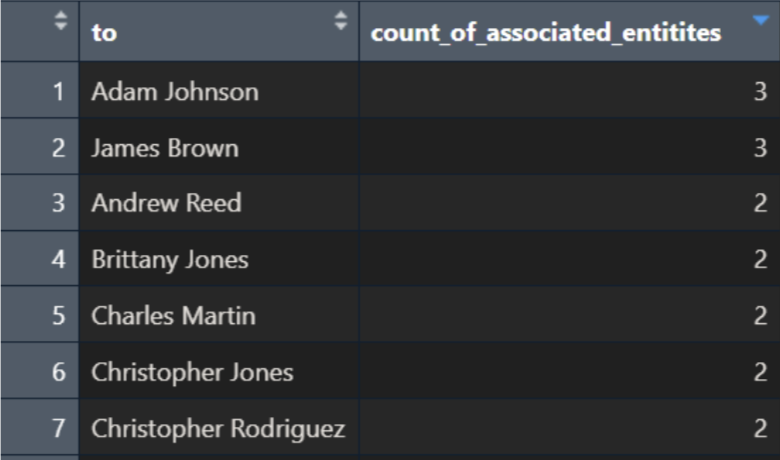 to count_of_associated_entitites
1 Adam Johnson 3
2 James Brown 3
3 Andrew Reed 2
4 Brittany Jones 2
5 Charles Martin 2
6 Christopher Jones 2
7 Christopher Rodriguez 2